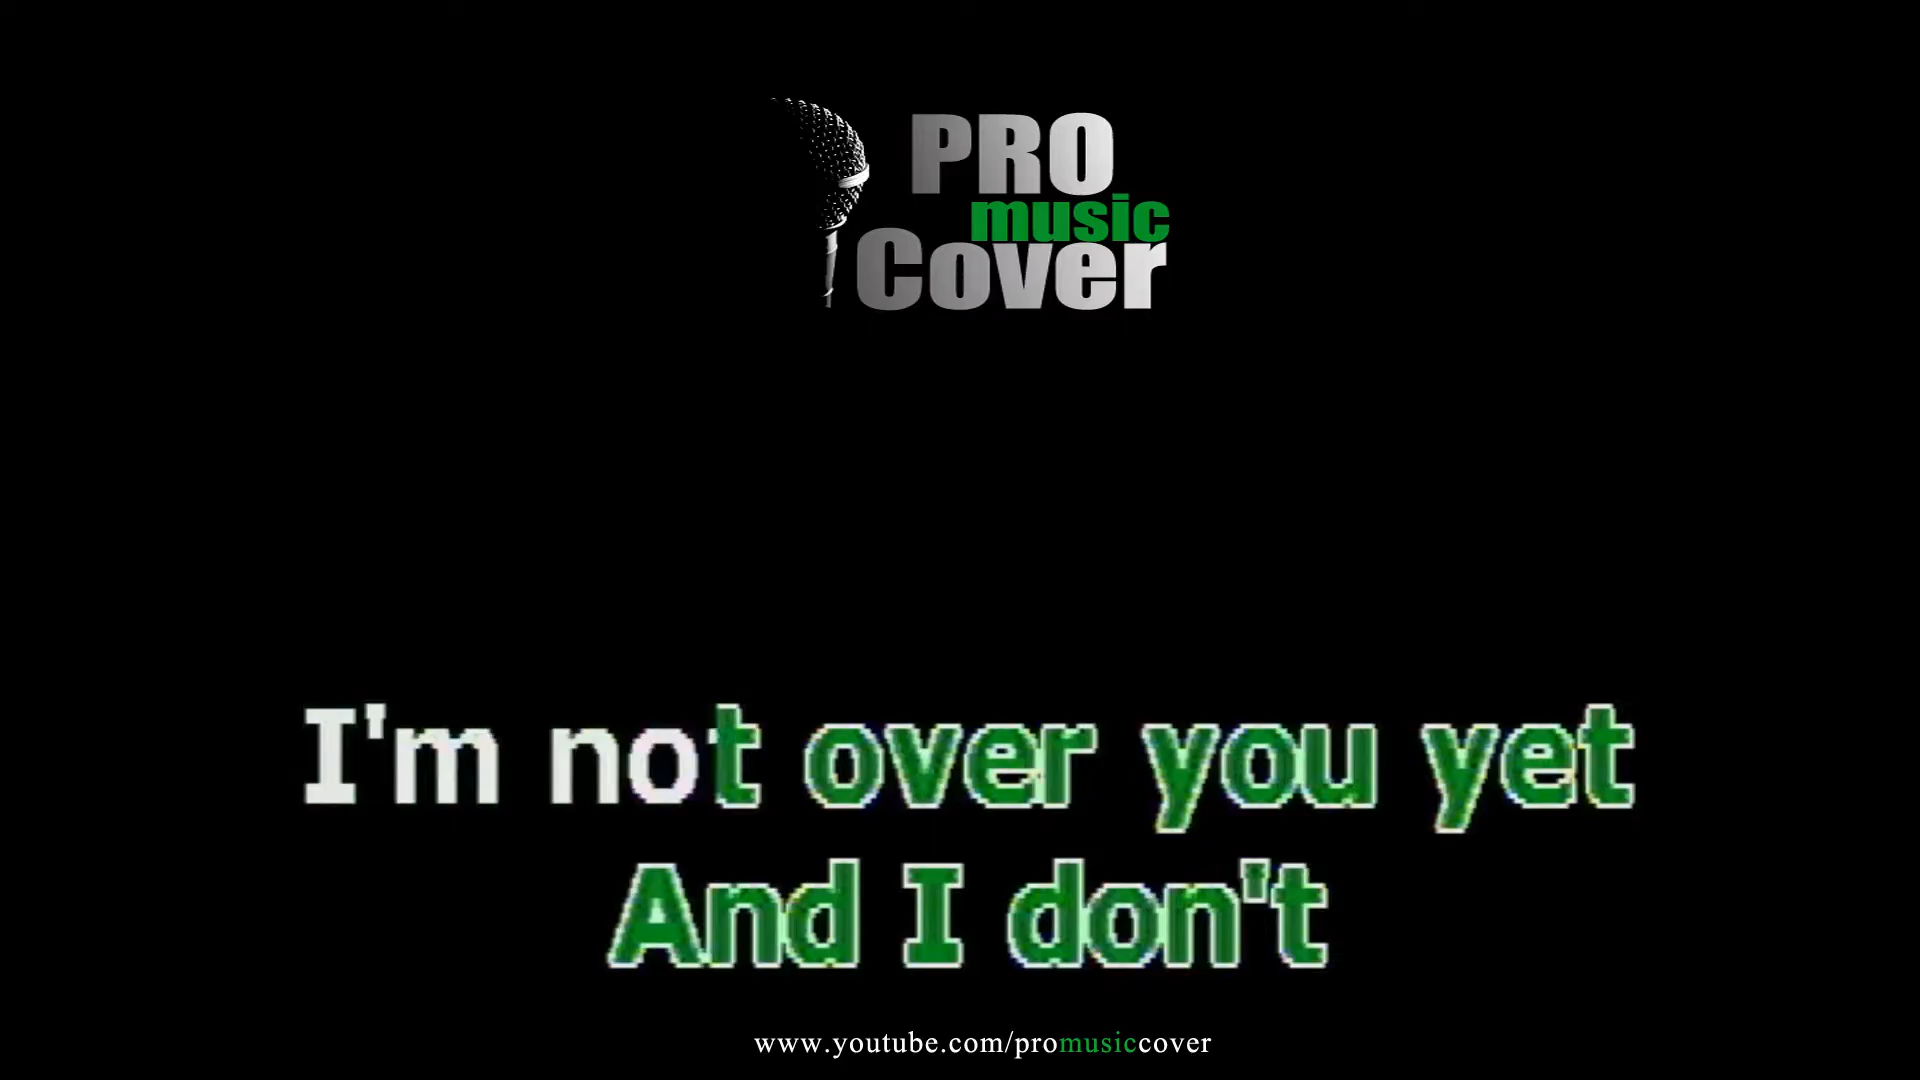 PRO
music
Cover
I'm not over you yet
And I don't
www.youtube.com/promusiccover